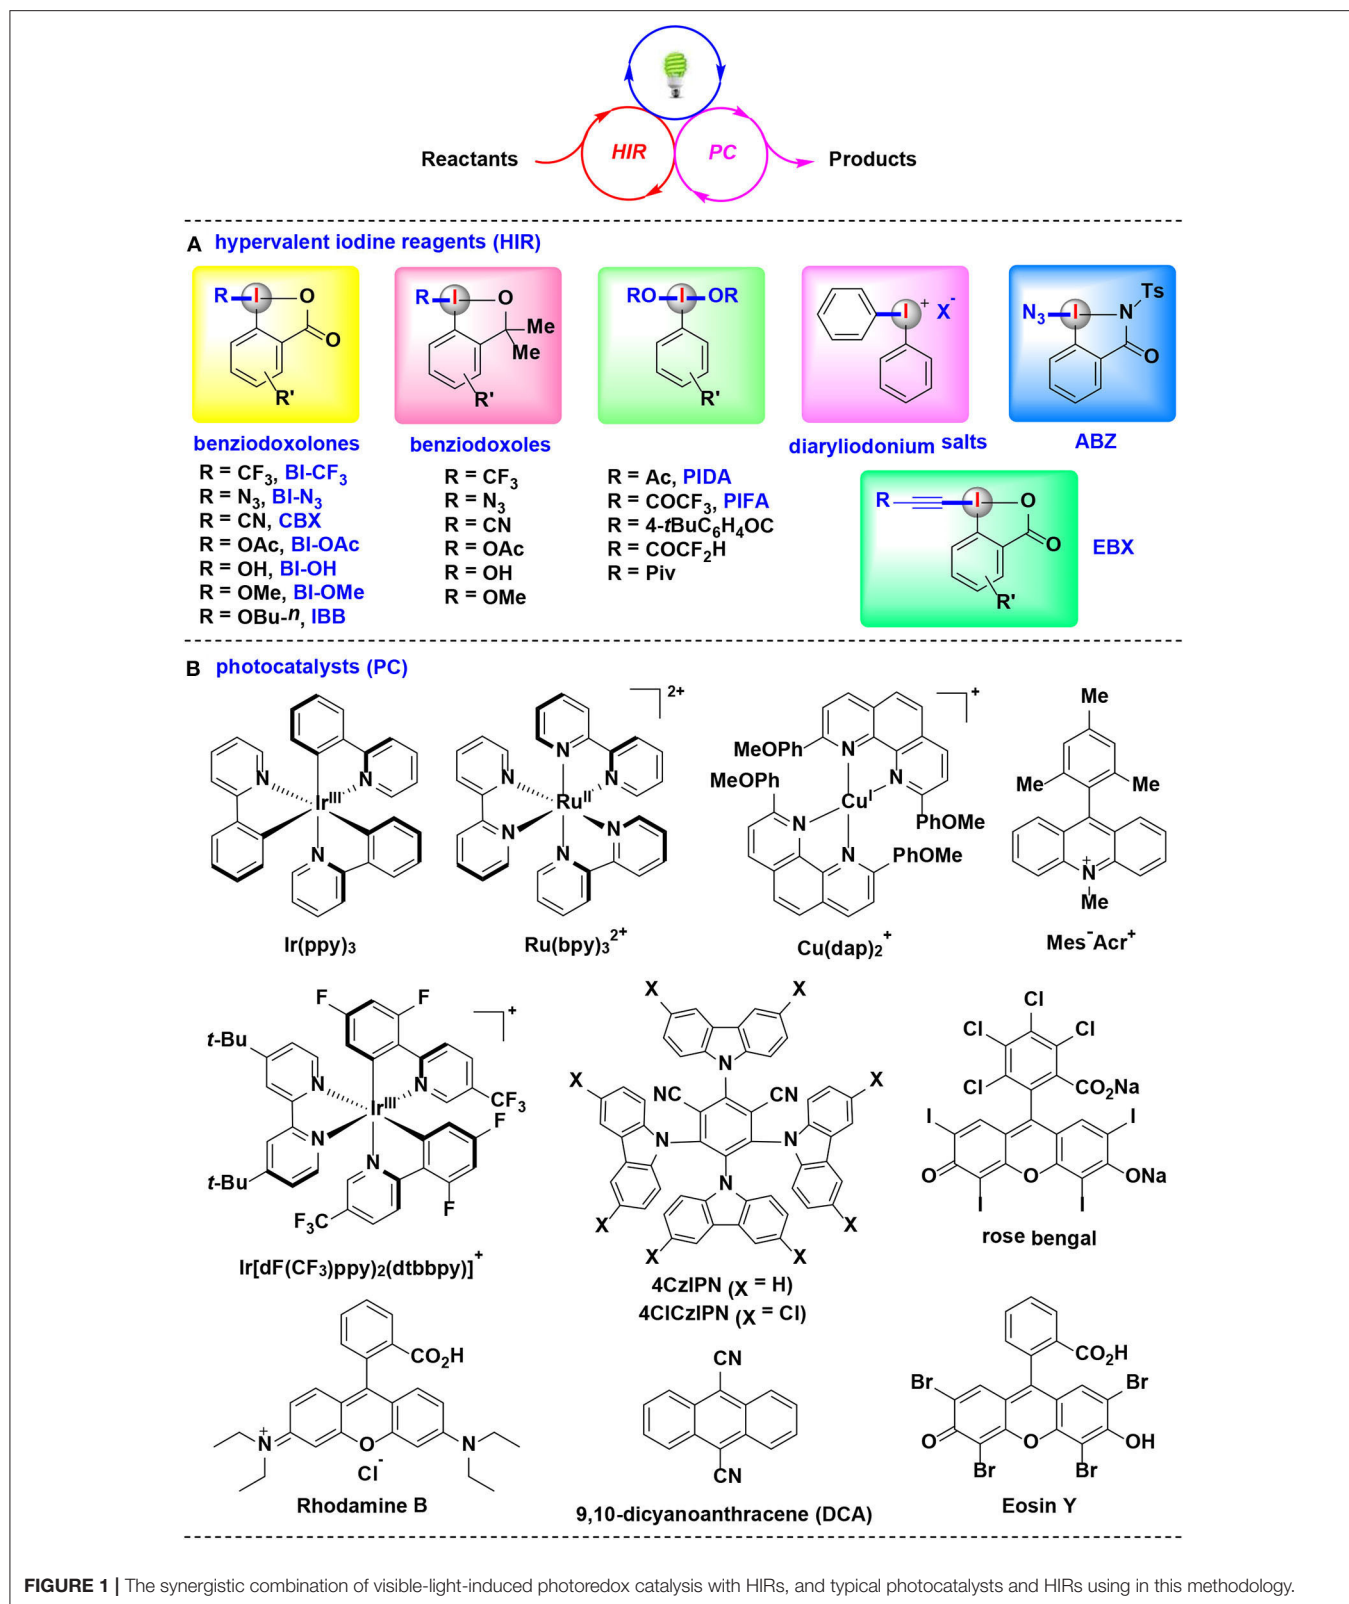 Reactants
HIR
PC
Products
A hypervalent iodine reagents (HIR)
R I O
O
R'
benziodoxolones
R = CF3, BI-CF3
R = N3, BI-N3
R = CN, CBX
R = OAc, BI-OAc
R = OH, BI-OH
R = OMe, BI-OMe
R = OBu-n, IBB
R I O
Me
Me
R'
benziodoxoles
R = CF3
R = N3
R = CN
R = OAc
R = OH
R = OMe
RO I OR
R'
R = Ac, PIDA
R = COCF3, PIFA
R = 4-tBuC6H4OC
R = COCF2H
R = Piv
I + X-
diaryliodonium salts
Ts
N3 I N
O
ABZ
R I O
O
R'
EBX
B photocatalysts (PC)
N
N
IrIII
N
Ir(ppy)3
2+
N
N N
RuII
N N
N
Ru(bpy)3 2+
+
MeOPh
N
MeOPh
N
CuI
N
PhOMe
N
PhOMe
Cu(dap)2+
Me
Me Me
N+
Me
Mes-Acr+
F F
+
t-Bu
N N
CF3
IrIII
F
N
N
t-Bu
F
F3C
Ir[dF(CF3)ppy)2(dtbbpy)]+
X X
N
X CN CN X
N N
N
X X
X X
4CzIPN (X = H)
4ClCzIPN (X = Cl)
Cl
Cl Cl
Cl CO2Na
I I
O O ONa
I I
rose bengal
CO2H
N+ O N
Cl-
Rhodamine B
CN
CN
9,10-dicyanoanthracene (DCA)
CO2H
Br Br
O O OH
Br Br
Eosin Y
FIGURE 1 | The synergistic combination of visible-light-induced photoredox catalysis with HIRs, and typical photocatalysts and HIRs using in this methodology.